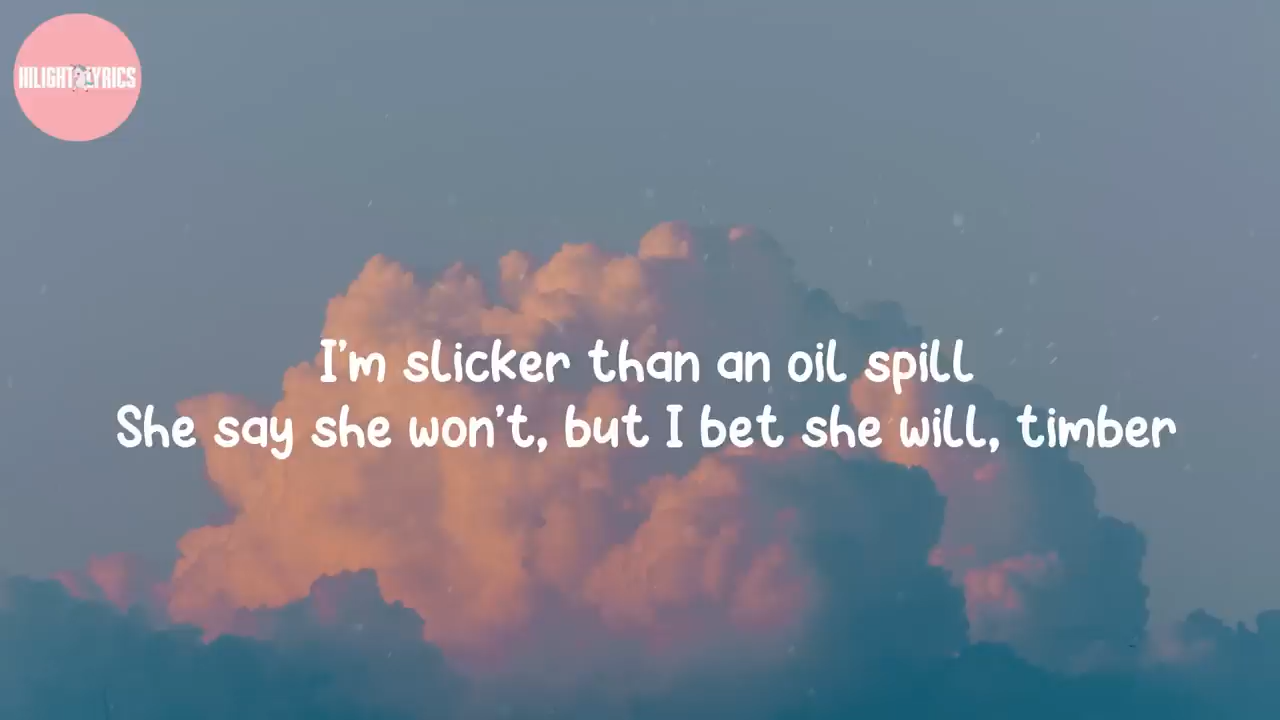 HILIGHT LYRICS
I'm slicker than an oil spill
She say she won't, but I bet she will, timber